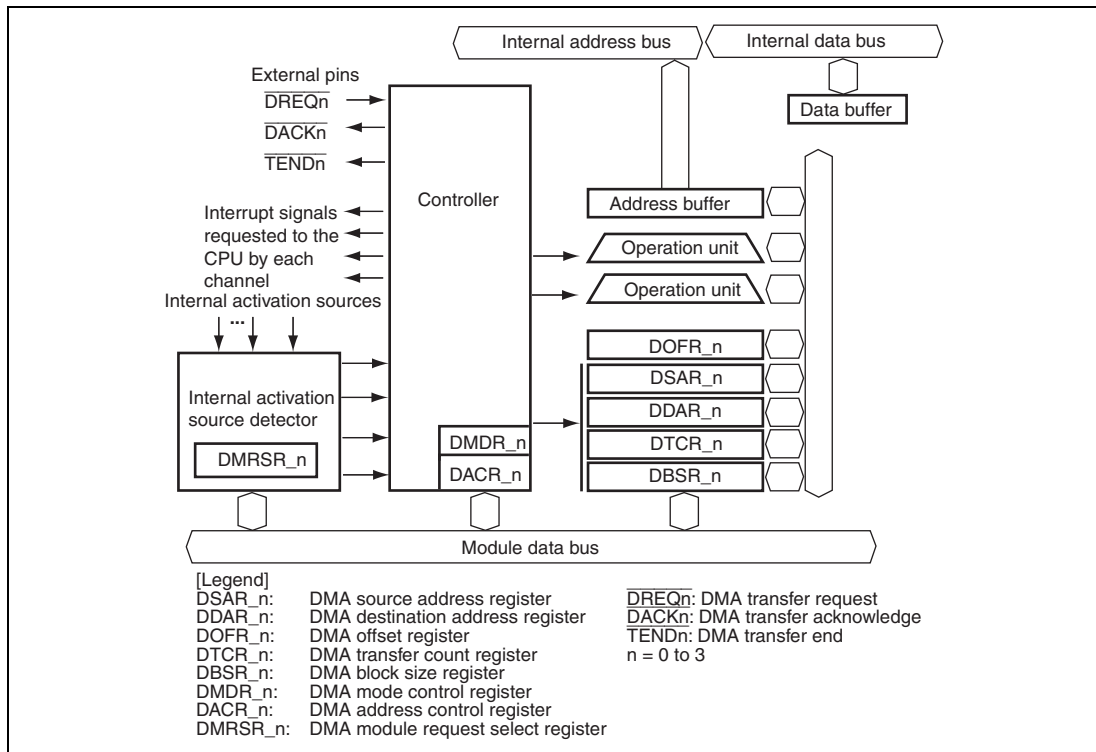 Internal address bus
Internal data bus
External pins
DREQn
DACKn
TENDn
Data buffer
Controller
Address buffer
Interrupt signals
requested to the
CPU by each
channel
Operation unit
Operation unit
Internal activation sources
...
DOFR_n
DSAR_n
Internal activation
source detector
DDAR_n
DMDR_n
DTCR_n
DMRSR_n
DACR_n
DBSR_n
Module data bus
[Legend]
DSAR_n: DMA source address register
DDAR_n: DMA destination address register
DOFR_n: DMA offset register
DTCR_n: DMA transfer count register
DBSR_n: DMA block size register
DMDR_n: DMA mode control register
DACR_n: DMA address control register
DMRSR_n: DMA module request select register
DREQn: DMA transfer request
DACKn: DMA transfer acknowledge
TENDn: DMA transfer end
n = 0 to 3